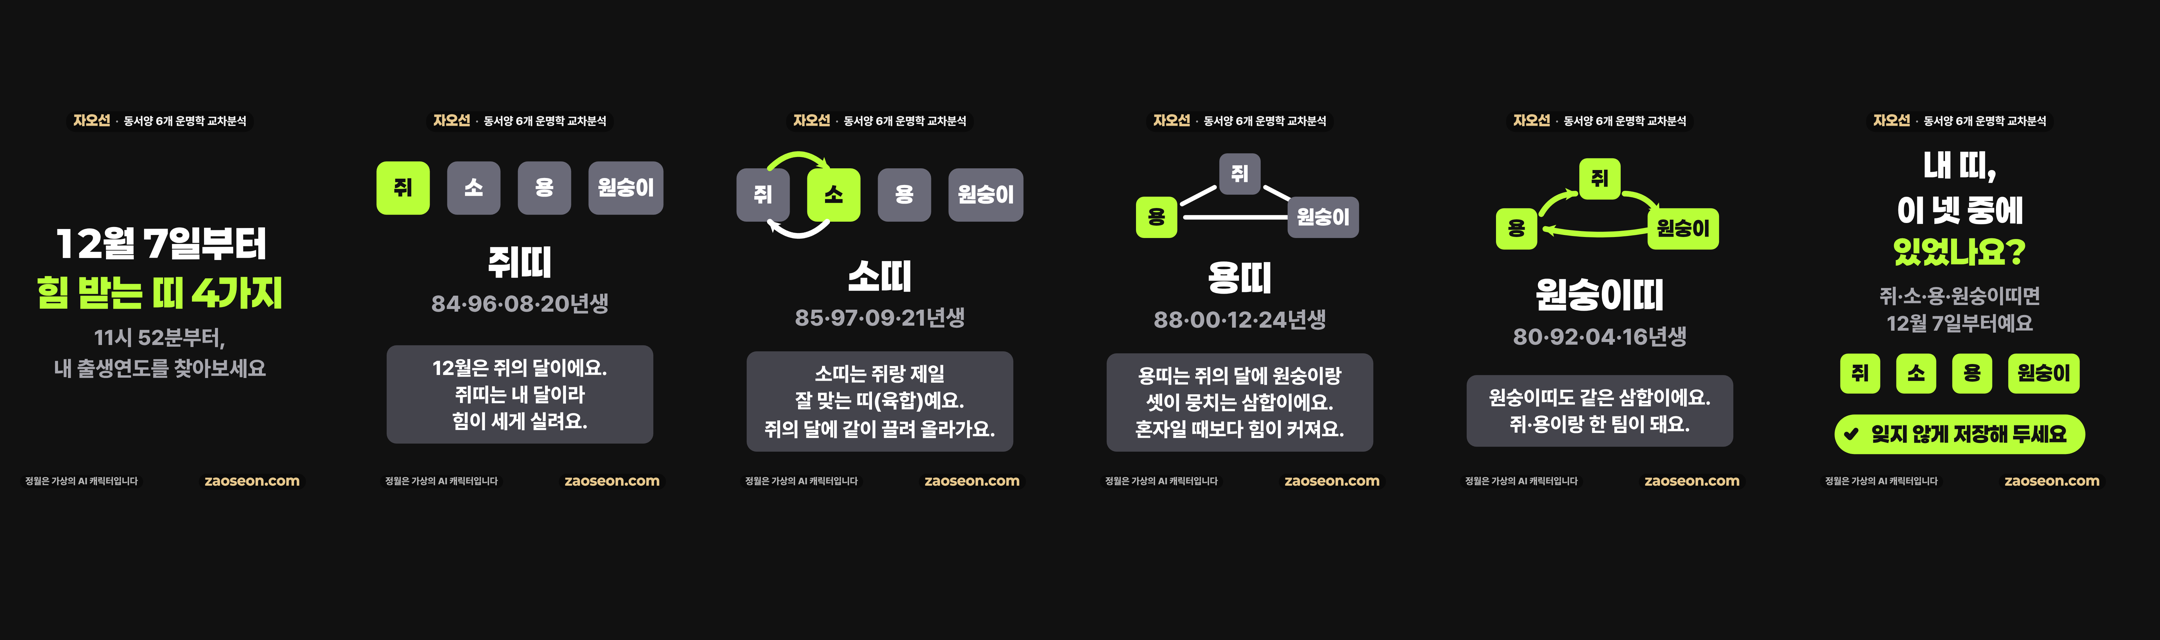 자오선 · 동서양 6개 운명학 교차분석
12월 7일부터
힘 받는 띠 4가지
11시 52분부터,
내 출생연도를 찾아보세요
정월은 가상의 AI 캐릭터입니다
zaoseon.com
자오선 · 동서양 6개 운명학 교차분석
쥐 소 용 원숭이
쥐띠
84·96·08·20년생
12월은 쥐의 달이에요.
쥐띠는 내 달이라
힘이 세게 실려요.
정월은 가상의 AI 캐릭터입니다
zaoseon.com
자오선 · 동서양 6개 운명학 교차분석
쥐 소 용 원숭이
소띠
85·97·09·21년생
소띠는 쥐랑 제일
잘 맞는 띠(육합)예요.
쥐의 달에 같이 끌려 올라가요.
정월은 가상의 AI 캐릭터입니다
zaoseon.com
자오선 · 동서양 6개 운명학 교차분석
쥐
용 원숭이
용띠
88·00·12·24년생
용띠는 쥐의 달에 원숭이랑
셋이 뭉치는 삼합이에요.
혼자일 때보다 힘이 커져요.
정월은 가상의 AI 캐릭터입니다
zaoseon.com
자오선 · 동서양 6개 운명학 교차분석
쥐
용 원숭이
원숭이띠
80·92·04·16년생
원숭이띠도 같은 삼합이에요.
쥐·용이랑 한 팀이 돼요.
정월은 가상의 AI 캐릭터입니다
zaoseon.com
자오선 · 동서양 6개 운명학 교차분석
내 띠,
이 넷 중에
있었나요?
쥐·소·용·원숭이띠면
12월 7일부터예요
쥐 소 용 원숭이
잊지 않게 저장해 두세요
정월은 가상의 AI 캐릭터입니다
zaoseon.com